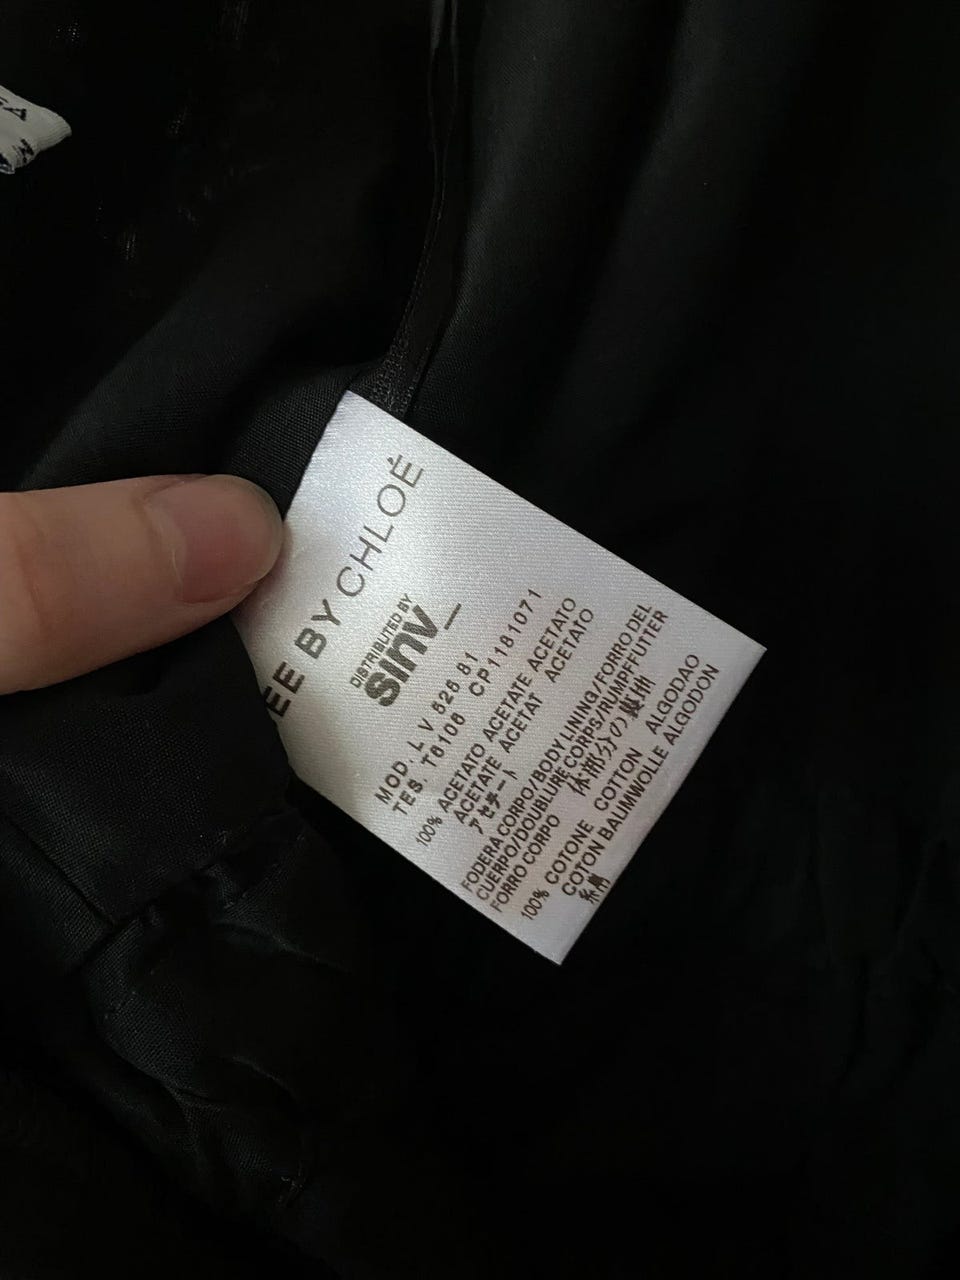 EE BY CHLOÉ
DISTRIBUTED BY
sinv_
MOD. LV 526 81
TES. T6106 CP1181071
100% ACETATO ACETATE ACETATO
ACETATE ACETAT ACETATO
アセテート
FODERA CORPO/BODY LINING/FORRO DEL
CUERPO/DOUBLURE CORPS/RUMPFFUTTER
FORRO CORPO 体部分の裏地
100% COTONE COTTON ALGODAO
COTON BAUMWOLLE ALGODON
綿